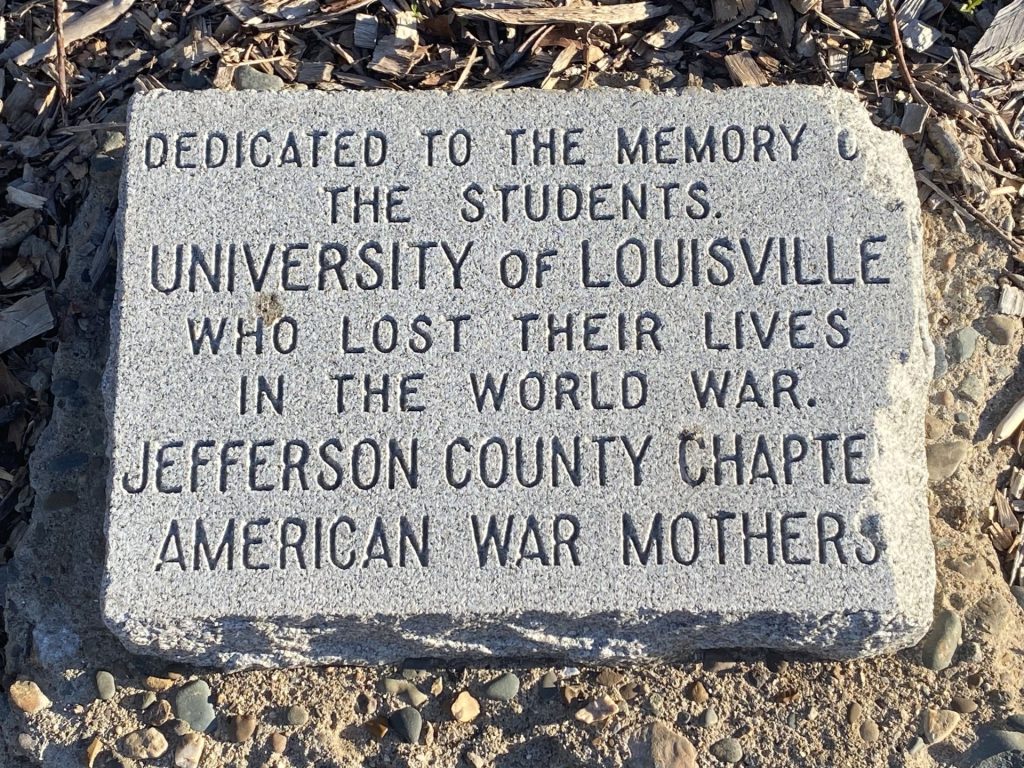 DEDICATED TO THE MEMORY
THE STUDENTS.
UNIVERSITY OF LOUISVILLE
WHO LOST THEIR LIVES
IN THE WORLD WAR.
JEFFERSON COUNTY CHAPTE
AMERICAN WAR MOTHERS